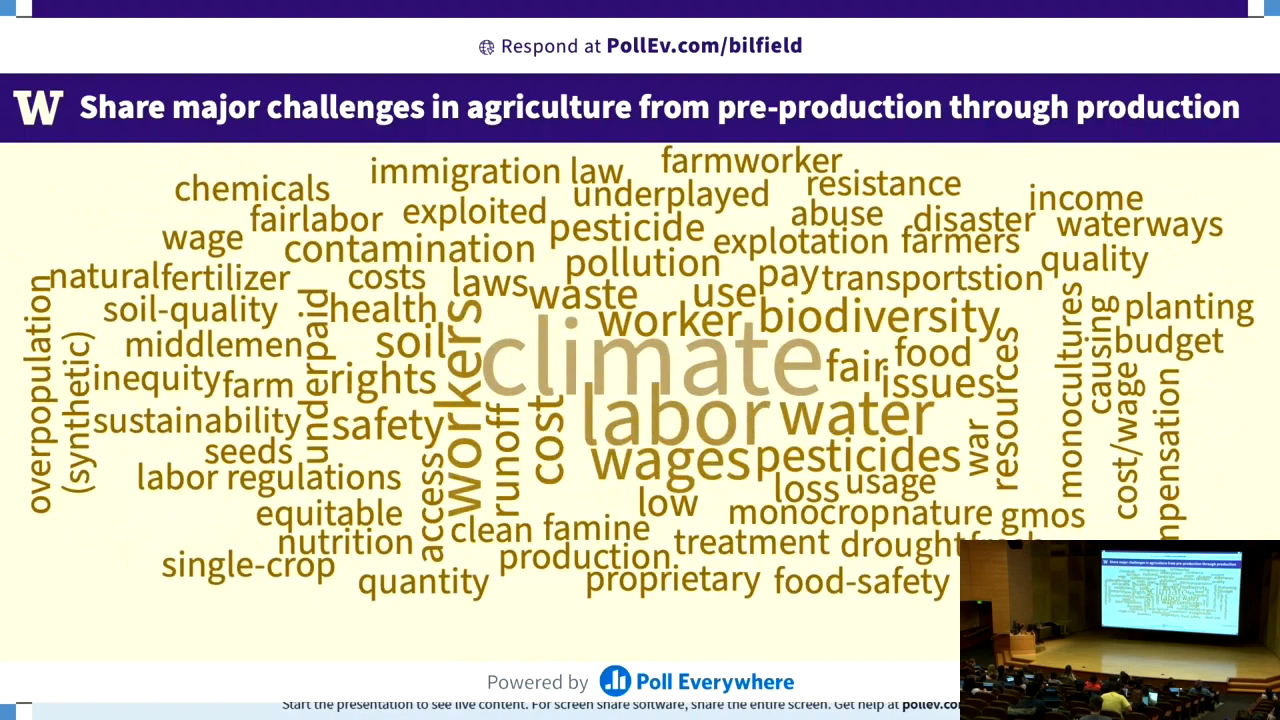 Respond at PollEv.com/bilfield
W Share major challenges in agriculture from pre-production through production
immigration law
farmworker
chemicals
underplayed
resistance
income
fairlabor
exploited
pesticide
abuse
disaster
waterways
wage
contamination
explotation
farmers
quality
natural
fertilizer
costs
laws
pollution
pay
transportstion
soil-quality
underpaid
health
waste
use
worker
biodiversity
planting
overpopulation
(synthetic)
middlemen
soil
workers
climate
fair
food
resources
monocultures
causing
budget
inequity
farm
rights
issues
sustainability
safety
runoff
cost
labor
water
war
cost/wage
seeds
wages
pesticides
labor regulations
access
low
loss
usage
equitable
clean
famine
monocrop
nature
gmos
nutrition
production
treatment
drought
single-crop
quantity
proprietary
food-safety
Powered by Poll Everywhere
Start the presentation to see live content. For screen share software, share the entire screen. Get help at